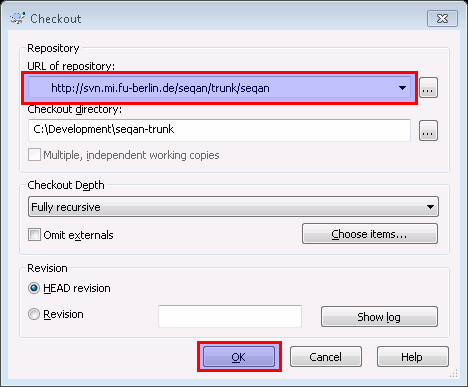 Checkout
Repository
URL of repository:
http://svn.mi.fu-berlin.de/seqan/trunk/seqan
...
Checkout directory:
C:\Development\seqan-trunk
...
Multiple, independent working copies
Checkout Depth
Fully recursive
Omit externals
Choose items...
Revision
HEAD revision
Revision
Show log
OK
Cancel
Help